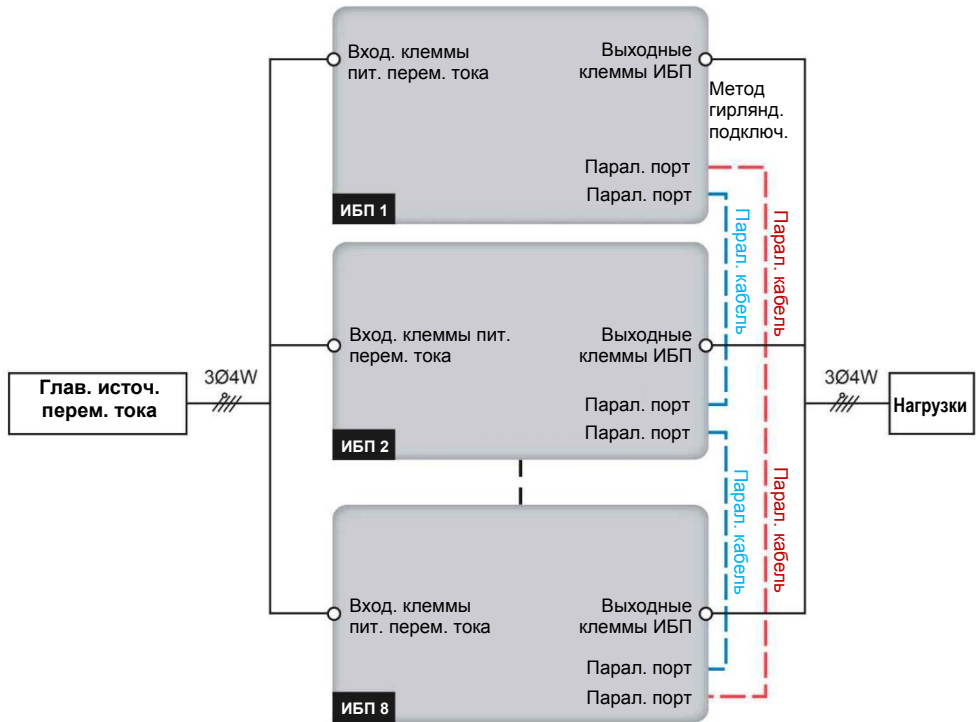 Вход. клеммы
пит. перем. тока
Выходные
клеммы ИБП
Метод
гирлянд.
подключ.
Парал. порт
Парал. порт
ИБП 1
Парал. кабель
Парал. кабель
Вход. клеммы пит.
перем. тока
Выходные
клеммы ИБП
Глав. источ.
перем. тока
3Ø4W
3Ø4W
Нагрузки
Парал. порт
Парал. порт
ИБП 2
Парал. кабель
Парал. кабель
Вход. клеммы
пит. перем. тока
Выходные
клеммы ИБП
Парал. порт
Парал. порт
ИБП 8